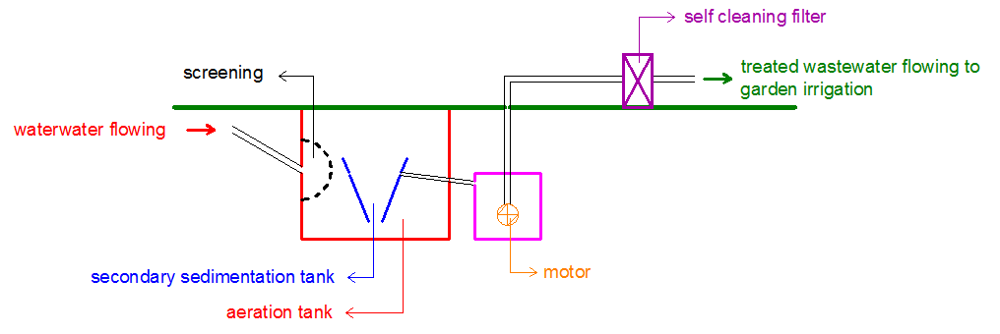 self cleaning filter
screening
treated wastewater flowing to
garden irrigation
waterwater flowing
secondary sedimentation tank
motor
aeration tank